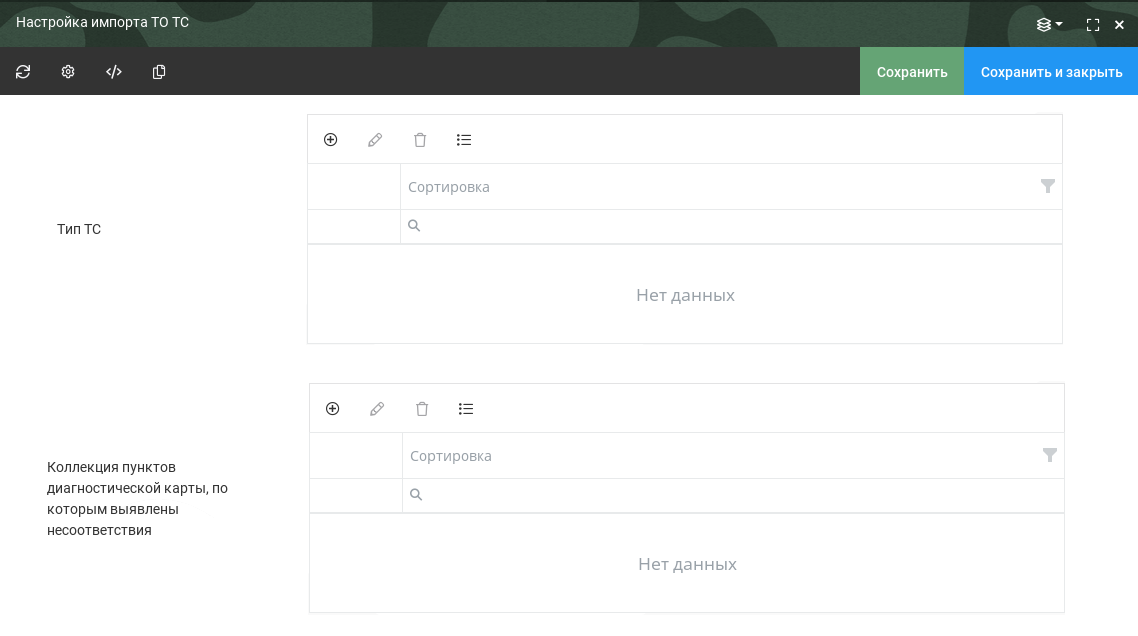 Настройка импорта ТО ТС
Сохранить
Сохранить и закрыть
Сортировка
Тип ТС
Нет данных
Сортировка
Коллекция пунктов
диагностической карты, по
которым выявлены
несоответствия
Нет данных